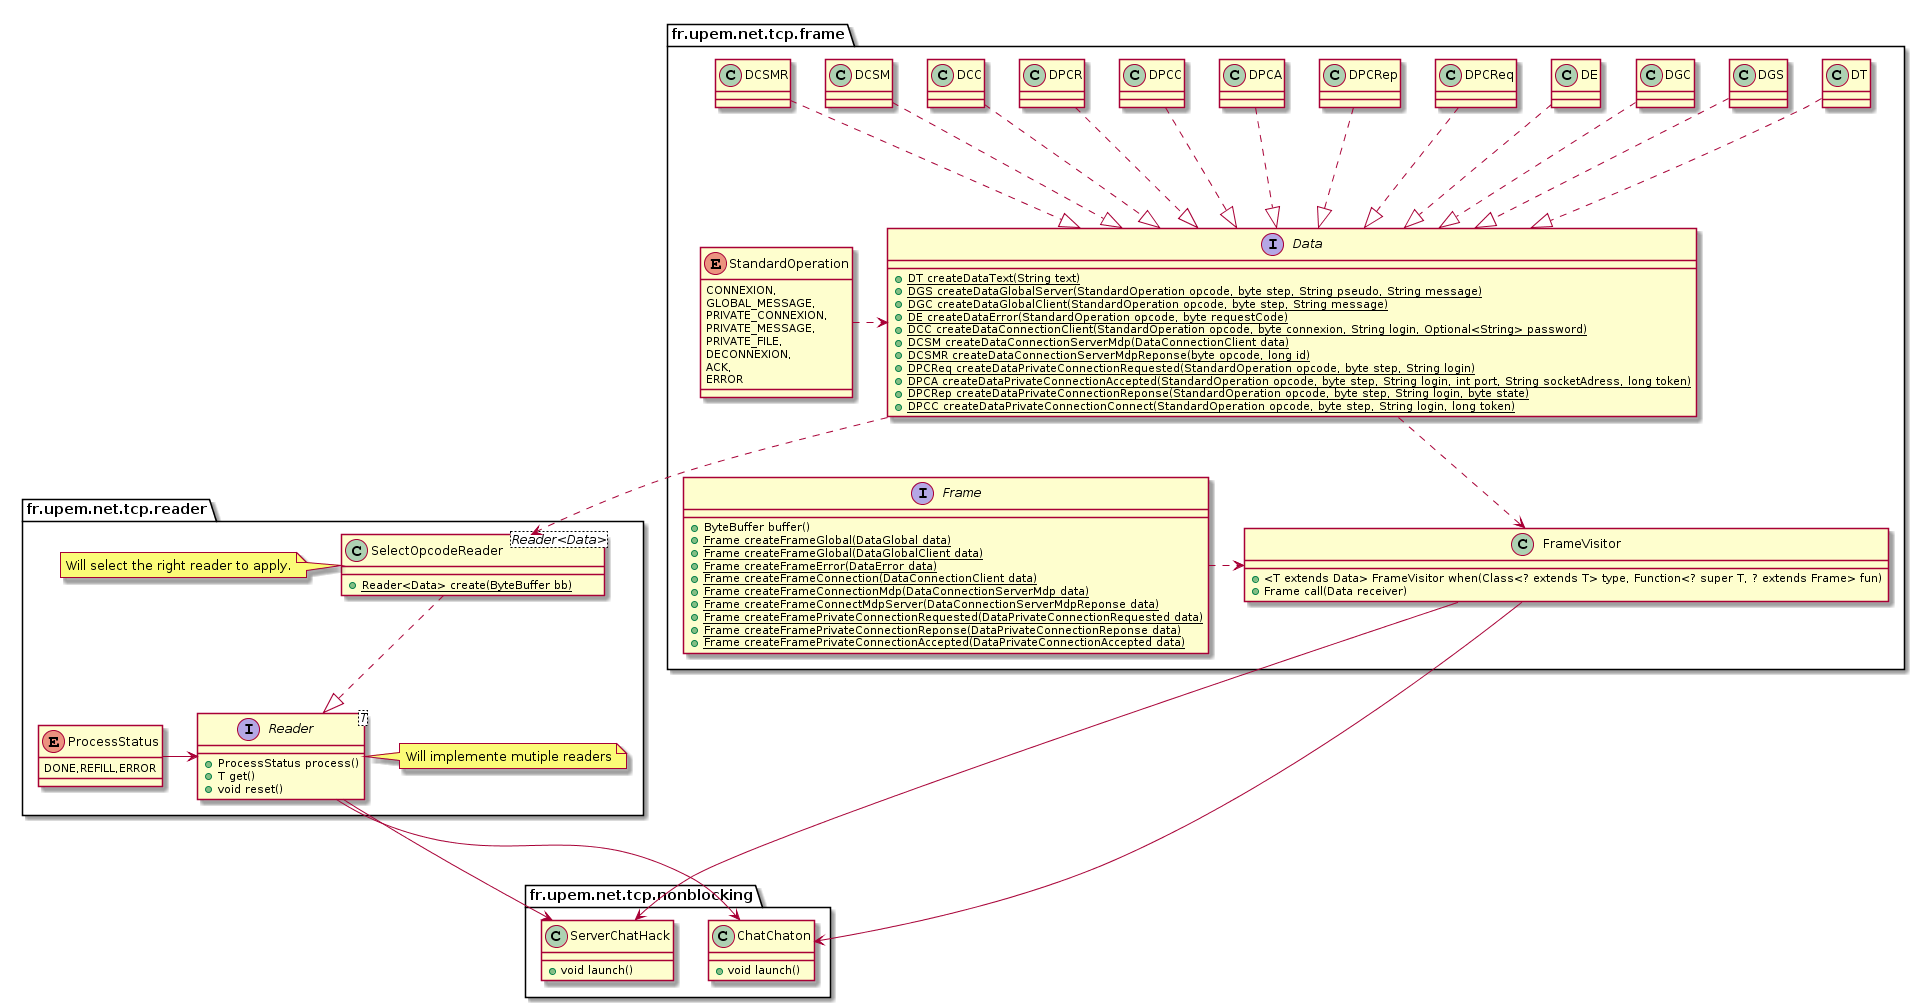 fr.upem.net.tcp.frame
C DCSMR
C DCSM
C DCC
C DPCR
C DPCC
C DPCA
C DPCRep
C DPCReq
C DE
C DGC
C DGS
C DT
E StandardOperation
CONNEXION,
GLOBAL_MESSAGE,
PRIVATE_CONNEXION,
PRIVATE_MESSAGE,
PRIVATE_FILE,
DECONNEXION,
ACK,
ERROR
I Data
DT createDataText(String text)
DGS createDataGlobalServer(StandardOperation opcode, byte step, String pseudo, String message)
DGC createDataGlobalClient(StandardOperation opcode, byte step, String message)
DE createDataError(StandardOperation opcode, byte requestCode)
DCC createDataConnectionClient(StandardOperation opcode, byte connexion, String login, Optional<String> password)
DCSM createDataConnectionServerMdp(DataConnectionClient data)
DCSMR createDataConnectionServerMdpReponse(byte opcode, long id)
DPCReq createDataPrivateConnectionRequested(StandardOperation opcode, byte step, String login)
DPCA createDataPrivateConnectionAccepted(StandardOperation opcode, byte step, String login, int port, String socketAdress, long token)
DPCRep createDataPrivateConnectionReponse(StandardOperation opcode, byte step, String login, byte state)
DPCC createDataPrivateConnectionConnect(StandardOperation opcode, byte step, String login, long token)
I Frame
ByteBuffer buffer()
Frame createFrameGlobal(DataGlobal data)
Frame createFrameGlobal(DataGlobalClient data)
Frame createFrameError(DataError data)
Frame createFrameConnection(DataConnectionClient data)
Frame createFrameConnectionMdp(DataConnectionServerMdp data)
Frame createFrameConnectMdpServer(DataConnectionServerMdpReponse data)
Frame createFramePrivateConnectionRequested(DataPrivateConnectionRequested data)
Frame createFramePrivateConnectionReponse(DataPrivateConnectionReponse data)
Frame createFramePrivateConnectionAccepted(DataPrivateConnectionAccepted data)
C FrameVisitor
<T extends Data> FrameVisitor when(Class<? extends T> type, Function<? super T, ? extends Frame> fun)
Frame call(Data receiver)
fr.upem.net.tcp.reader
Will select the right reader to apply.
C SelectOpcodeReader
Reader<Data>
Reader<Data> create(ByteBuffer bb)
E ProcessStatus
DONE,REFILL,ERROR
I Reader
T
ProcessStatus process()
T get()
void reset()
Will implemente mutiple readers
fr.upem.net.tcp.nonblocking
C ServerChatHack
void launch()
C ChatChaton
void launch()